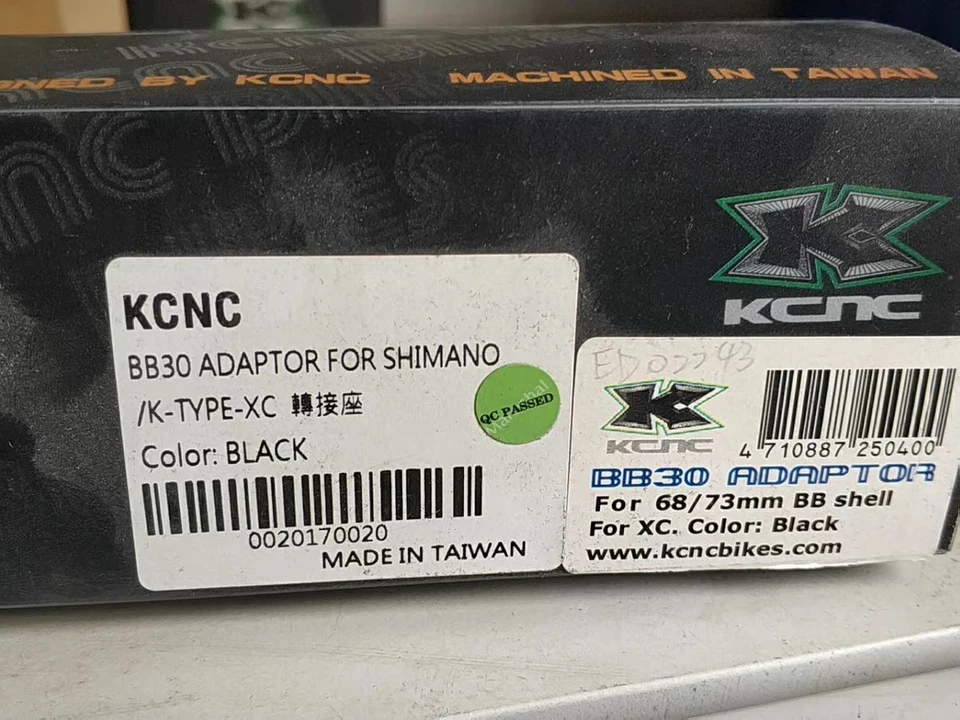 NED BY KCNC MACHINED IN TAIWAN
KCNC
KCNC
BB30 ADAPTOR FOR SHIMANO
/K-TYPE-XC 轉接座
Color: BLACK
QC PASSED
0020170020
MADE IN TAIWAN
KCNC
4 710887 250400
BB30 ADAPTOR
For 68/73mm BB shell
For XC. Color: Black
www.kcncbikes.com